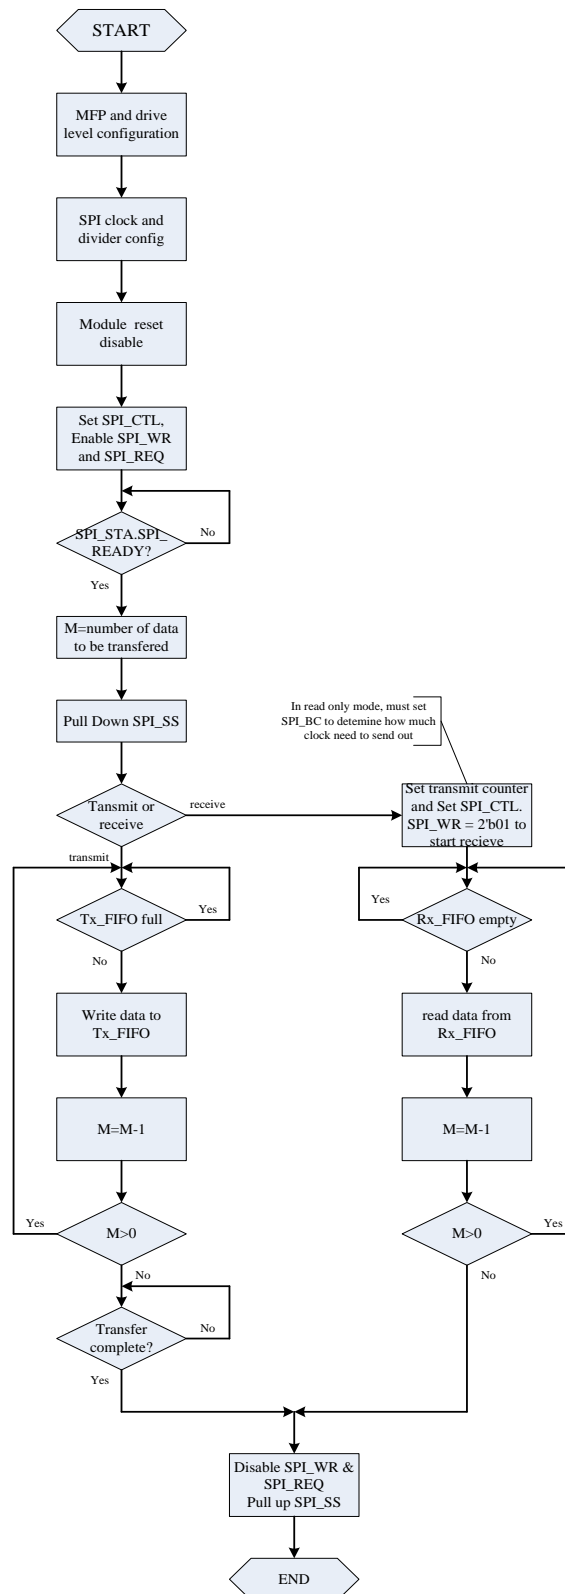 START
MFP and drive
level configuration
SPI clock and
divider config
Module reset
disable
Set SPI_CTL,
Enable SPI_WR
and SPI_REQ
SPI_STA.SPI_
READY?
No
Yes
M=number of data
to be transfered
Pull Down SPI_SS
In read only mode, must set
SPI_BC to detemine how much
clock need to send out
Tansmit or
receive
receive
Set transmit counter
and Set SPI_CTL.
SPI_WR = 2'b01 to
start recieve
transmit
Tx_FIFO full
Yes
No
Yes
Rx_FIFO empty
No
Write data to
Tx_FIFO
read data from
Rx_FIFO
M=M-1
M=M-1
Yes
M>0
No
M>0
Yes
No
Transfer
complete?
No
Yes
Disable SPI_WR &
SPI_REQ
Pull up SPI_SS
END